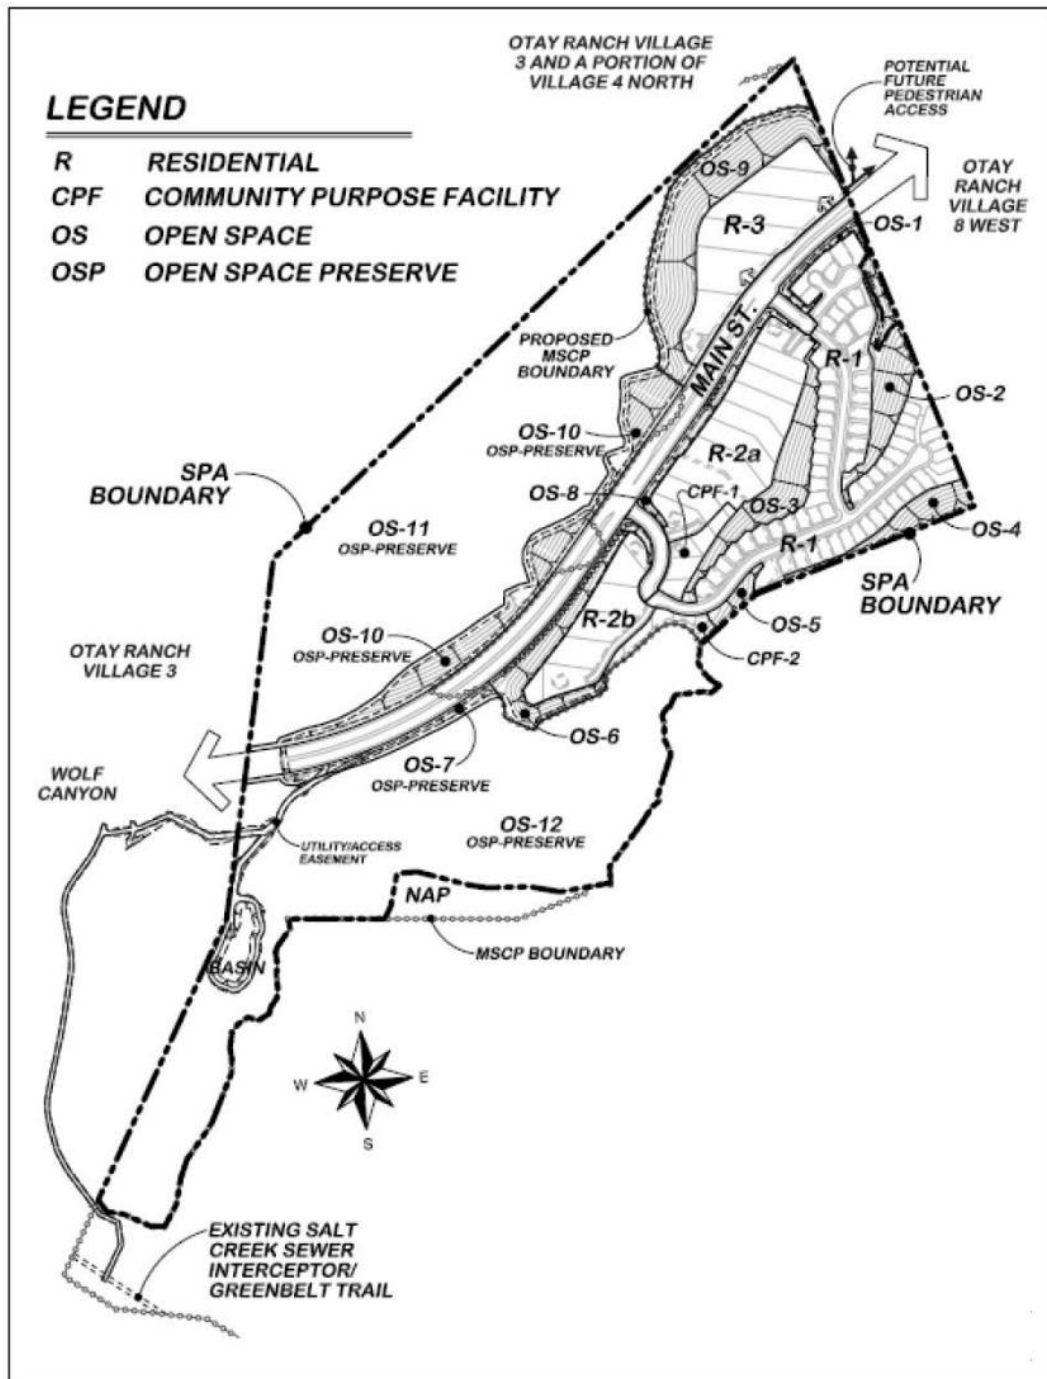 OTAY RANCH VILLAGE
3 AND A PORTION OF
VILLAGE 4 NORTH
POTENTIAL
FUTURE
PEDESTRIAN
ACCESS
LEGEND
R RESIDENTIAL
CPF COMMUNITY PURPOSE FACILITY
OS OPEN SPACE
OSP OPEN SPACE PRESERVE
OTAY
RANCH
VILLAGE
8 WEST
OS-9
R-3
OS-1
PROPOSED
MSCP
BOUNDARY
MAIN ST.
R-1
OS-2
OS-10
OSP-PRESERVE
R-2a
SPA
BOUNDARY
OS-8
CPF-1
OS-3
OS-4
OS-11
OSP-PRESERVE
R-1
SPA
BOUNDARY
R-2b
OS-5
OS-10
OSP-PRESERVE
OTAY RANCH
VILLAGE 3
CPF-2
OS-6
OS-7
OSP-PRESERVE
WOLF
CANYON
OS-12
OSP-PRESERVE
UTILITY/ACCESS
EASEMENT
NAP
MSCP BOUNDARY
BASIN
N
W
E
S
EXISTING SALT
CREEK SEWER
INTERCEPTOR/
GREENBELT TRAIL